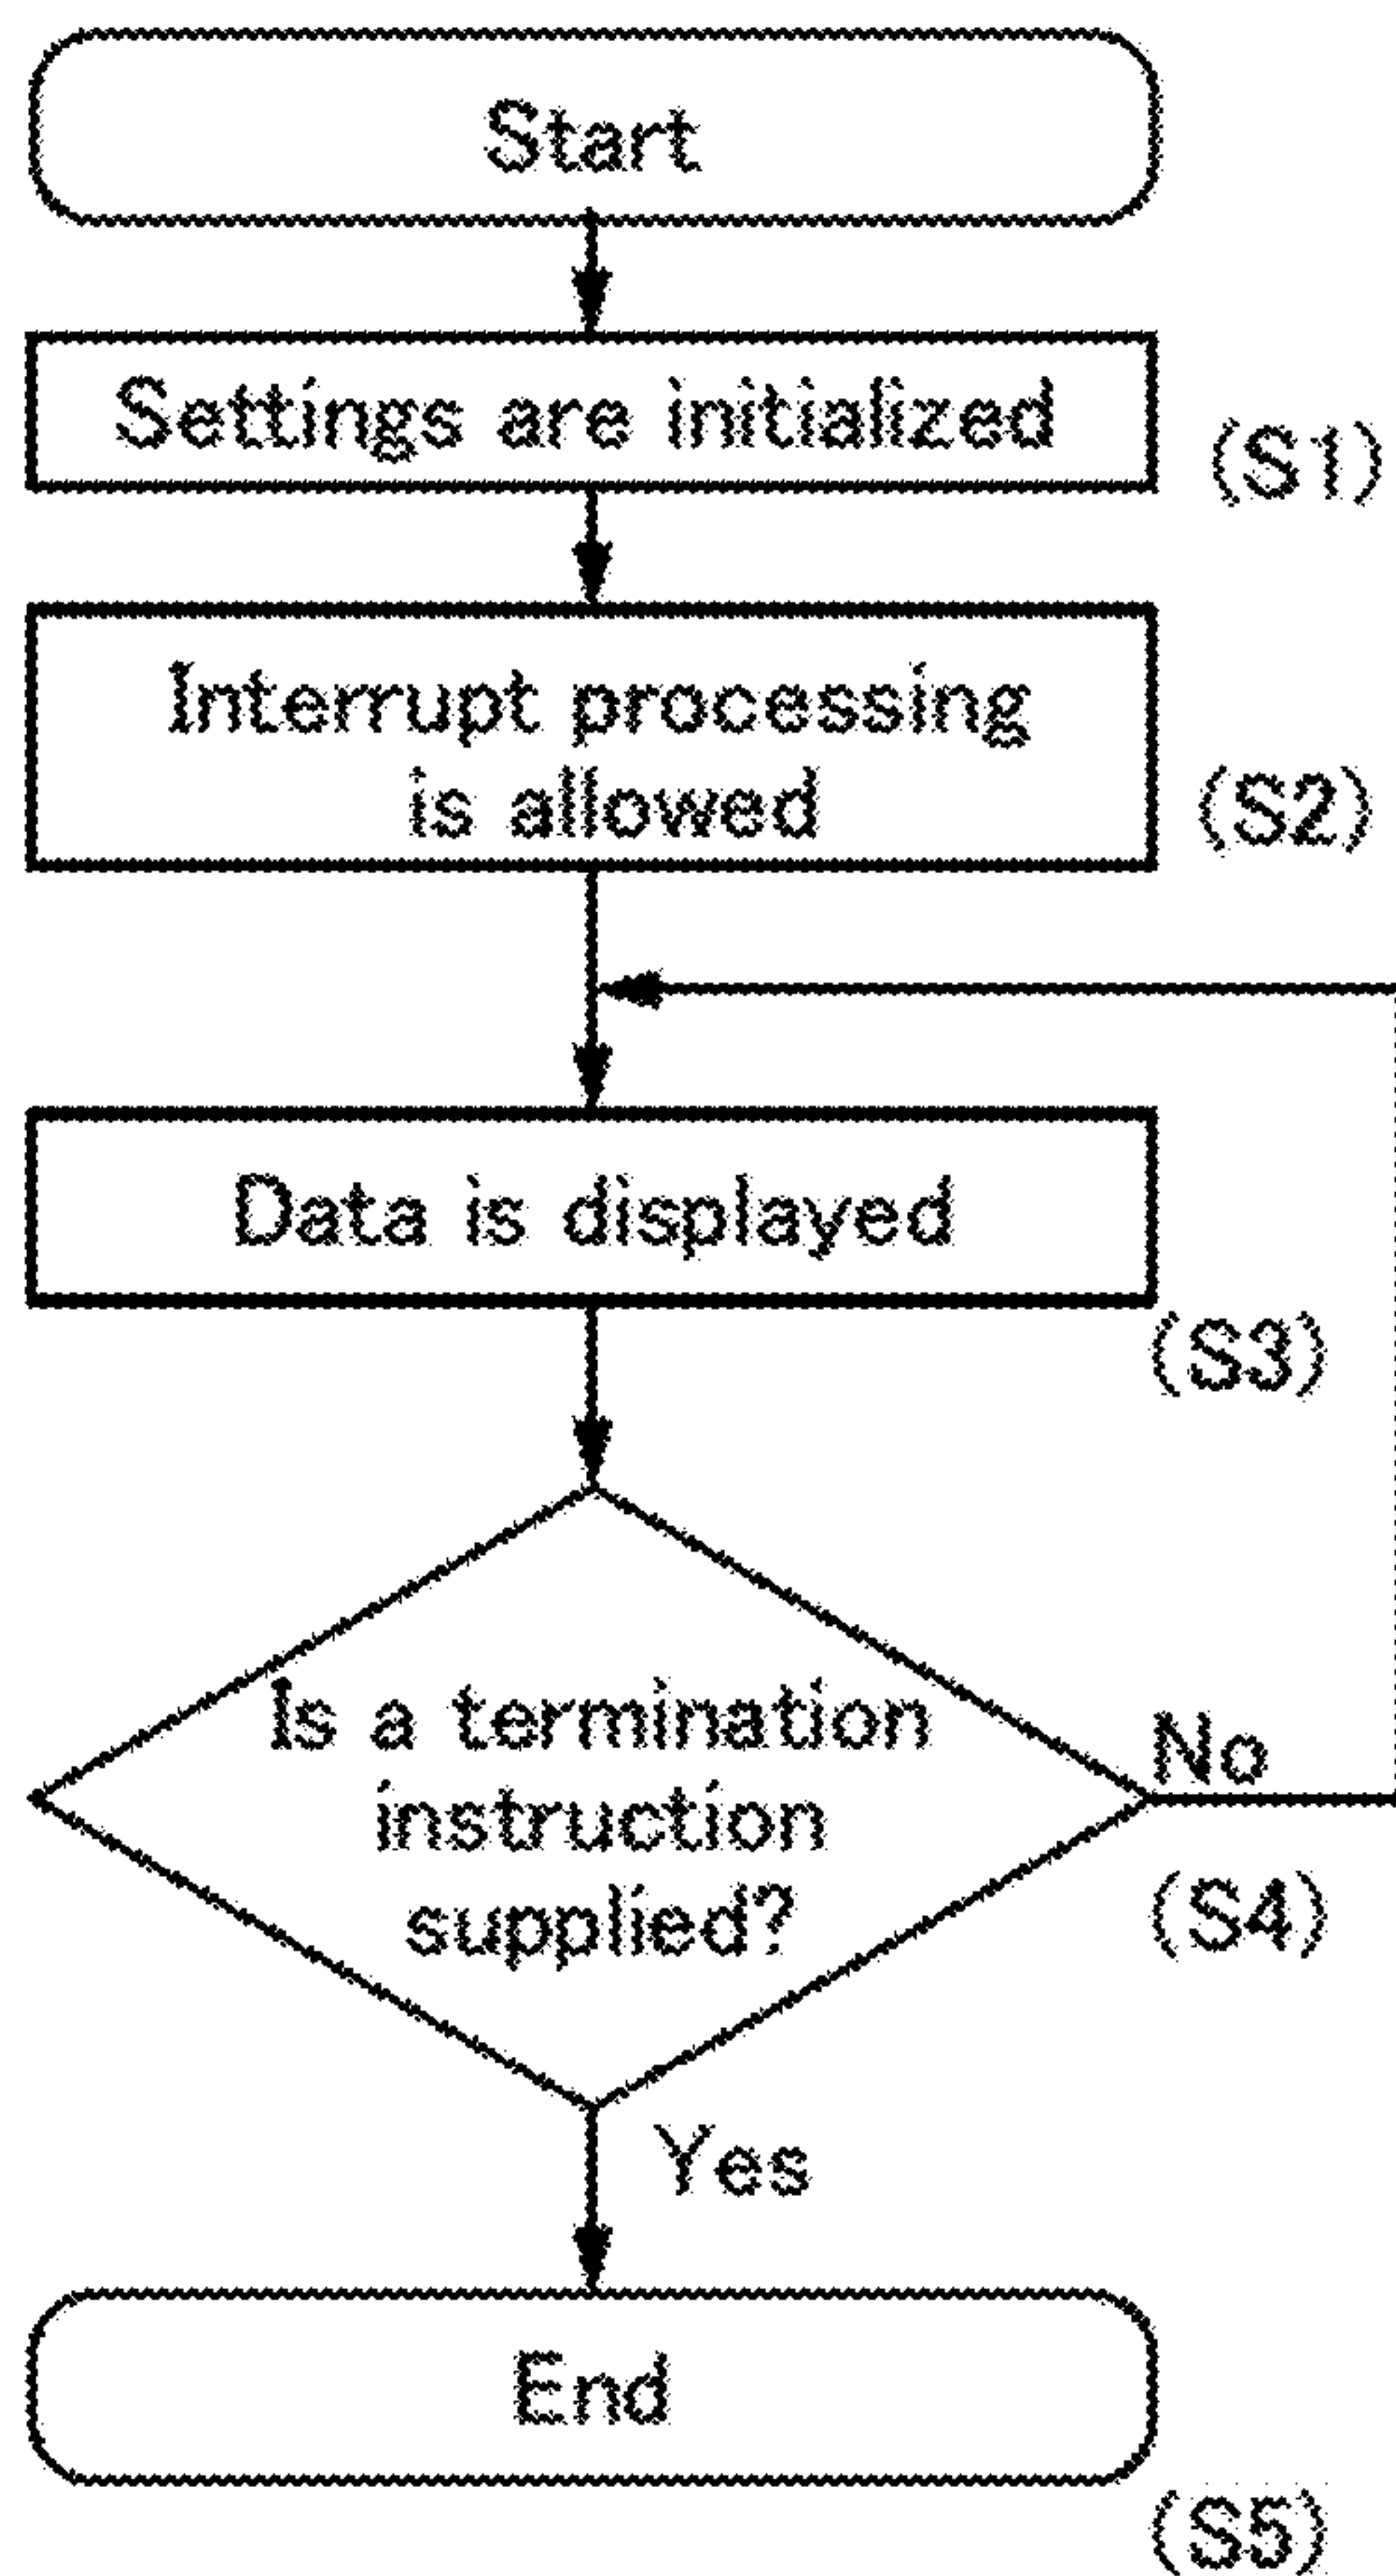 Start
Settings are initialized
(S1)
Interrupt processing
is allowed
(S2)
Data is displayed
(S3)
Is a termination
instruction
supplied?
No
(S4)
Yes
End
(S5)